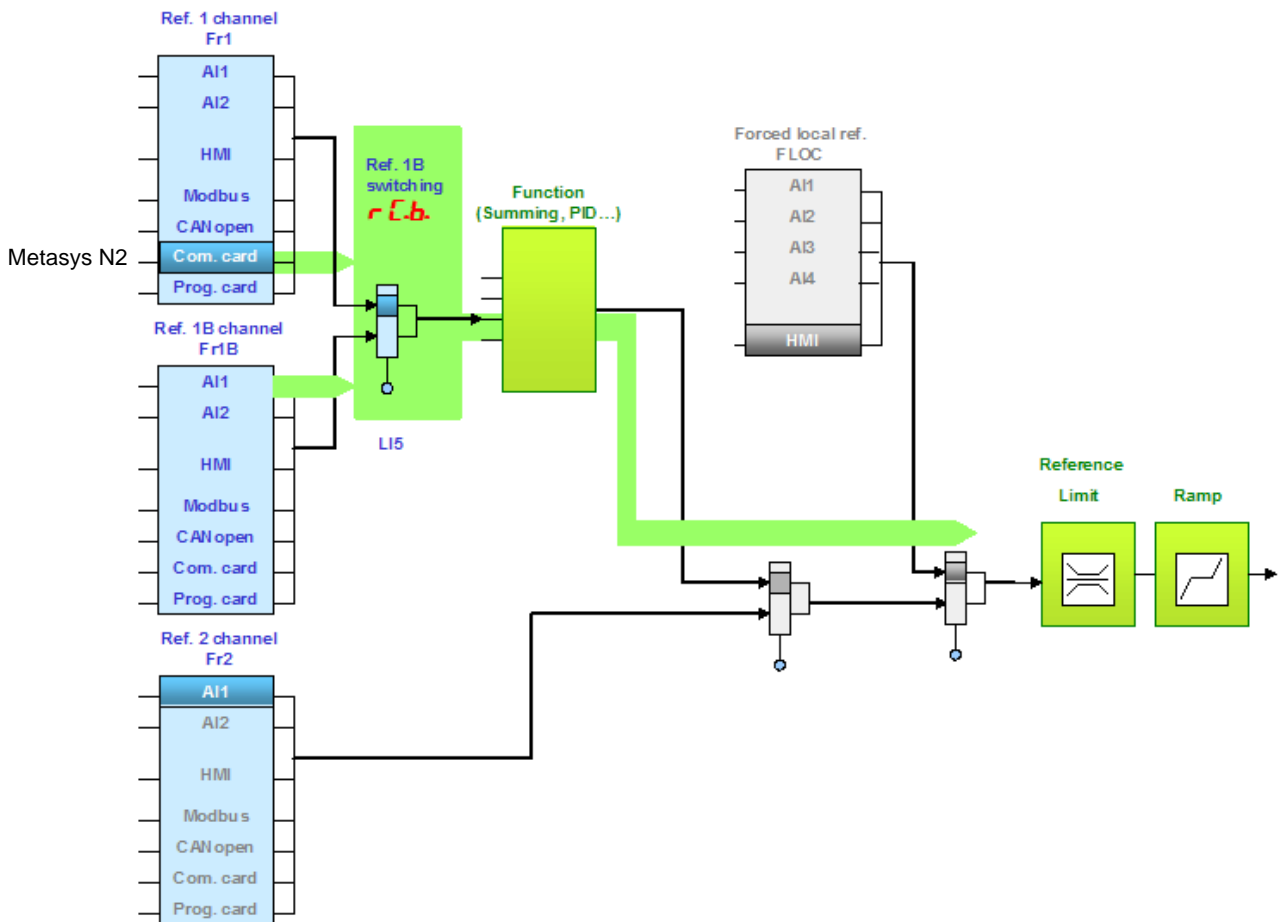 Ref. 1 channel
Fr1
AI1
AI2
HMI
Modbus
CANopen
Metasys N2
Com. card
Prog. card
Ref. 1B channel
Fr1B
AI1
AI2
HMI
Modbus
CANopen
Com. card
Prog. card
Ref. 2 channel
Fr2
AI1
AI2
HMI
Modbus
CANopen
Com. card
Prog. card
Ref. 1B
switching
r C.b.
LI5
Function
(Summing, PID...)
Forced local ref.
FLOC
AI1
AI2
AI3
AI4
HMI
Reference
Limit
Ramp